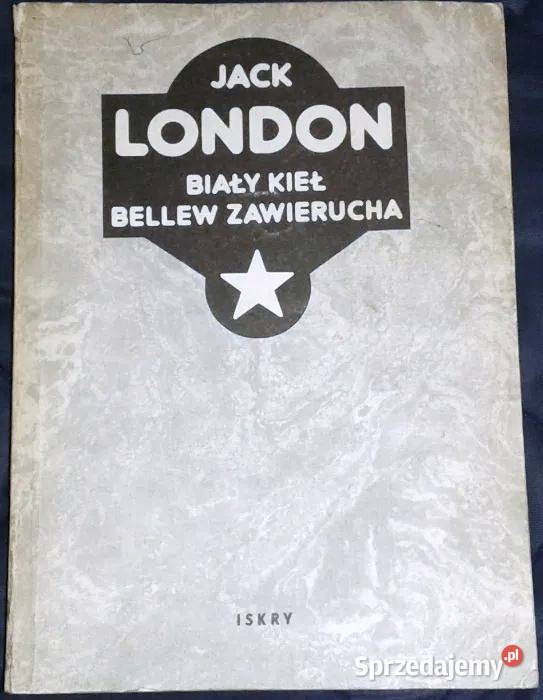 JACK
LONDON
BIAŁY KIEŁ
BELLEW ZAWIERUCHA
ISKRY
Sprzedajemy.pl